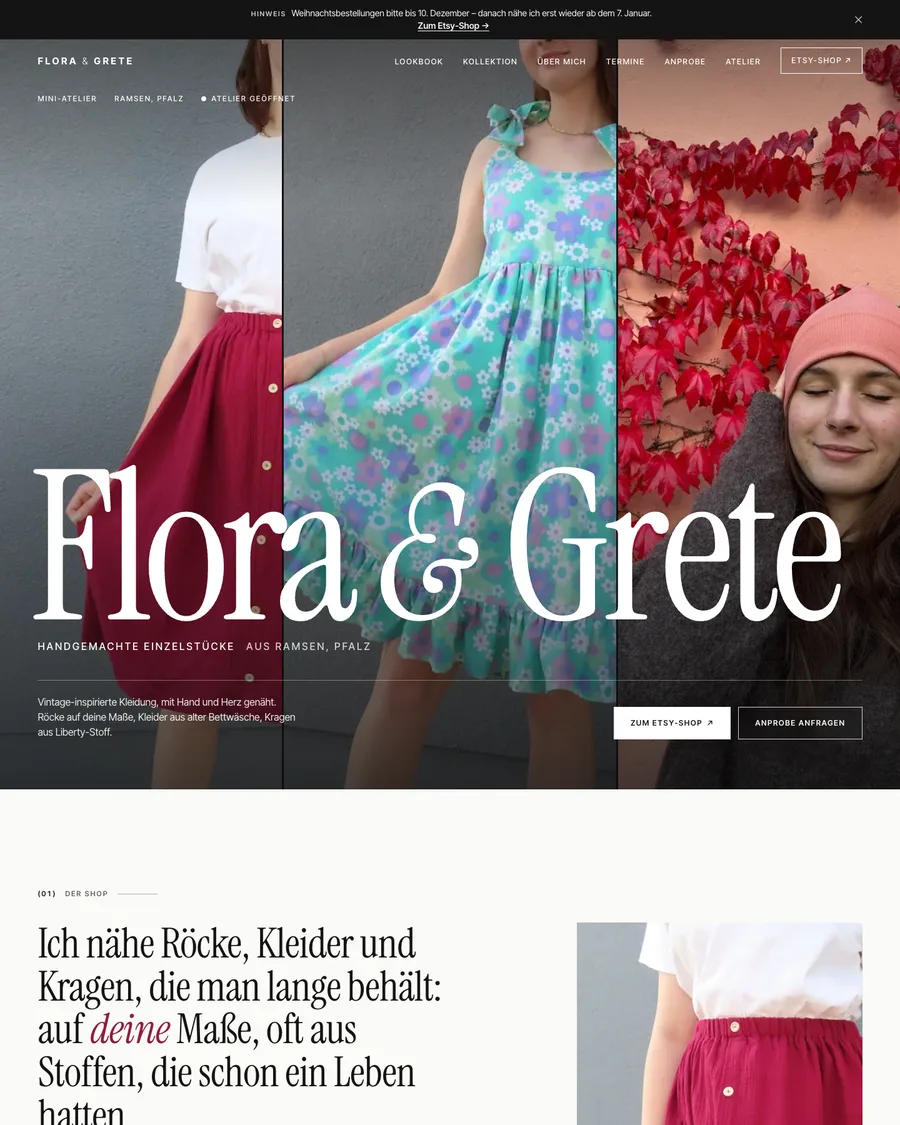 HINWEIS Weihnachtsbestellungen bitte bis 10. Dezember – danach nähe ich erst wieder ab dem 7. Januar.
Zum Etsy-Shop →
FLORA & GRETE
LOOKBOOK KOLLEKTION ÜBER MICH TERMINE ANPROBE ATELIER ETSY-SHOP ↗
MINI-ATELIER RAMSEN, PFALZ ATELIER GEÖFFNET
Flora & Grete
HANDGEMACHTE EINZELSTÜCKE AUS RAMSEN, PFALZ
Vintage-inspirierte Kleidung, mit Hand und Herz genäht.
Röcke auf deine Maße, Kleider aus alter Bettwäsche, Kragen
aus Liberty-Stoff.
ZUM ETSY-SHOP ↗ ANPROBE ANFRAGEN
(01) DER SHOP
Ich nähe Röcke, Kleider und
Kragen, die man lange behält:
auf deine Maße, oft aus
Stoffen, die schon ein Leben
hatten